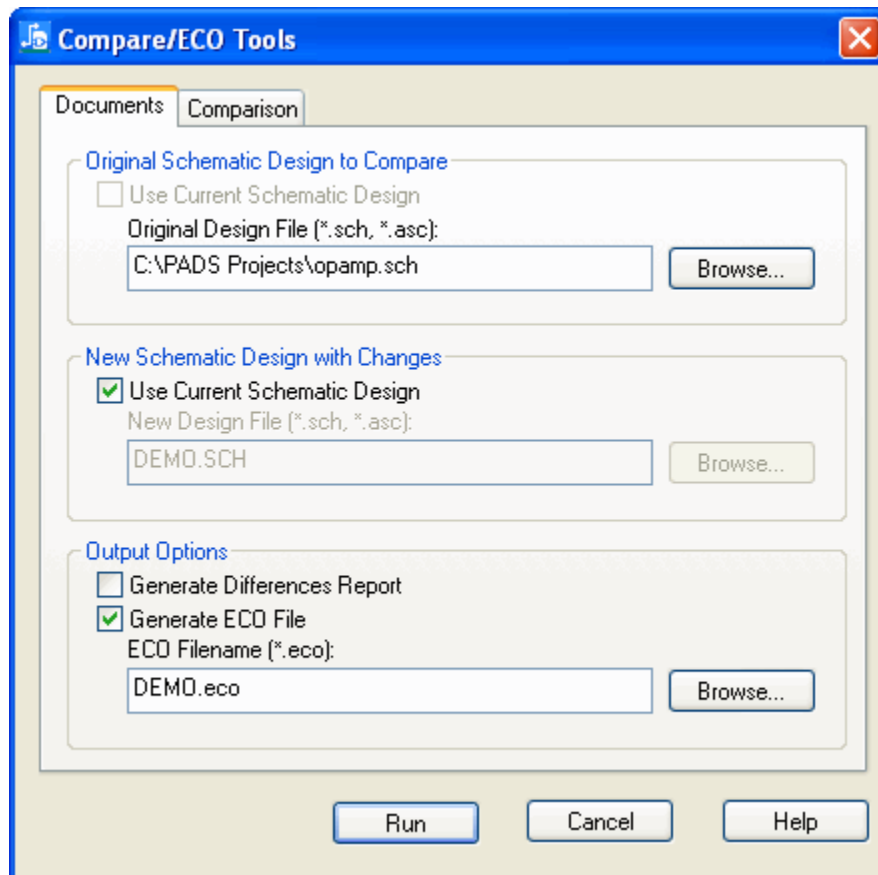 Compare/ECO Tools
Documents Comparison
Original Schematic Design to Compare
Use Current Schematic Design
Original Design File (*.sch, *.asc):
C:\PADS Projects\opamp.sch Browse...
New Schematic Design with Changes
Use Current Schematic Design
New Design File (*.sch, *.asc):
DEMO.SCH Browse...
Output Options
Generate Differences Report
Generate ECO File
ECO Filename (*.eco):
DEMO.eco Browse...
Run Cancel Help